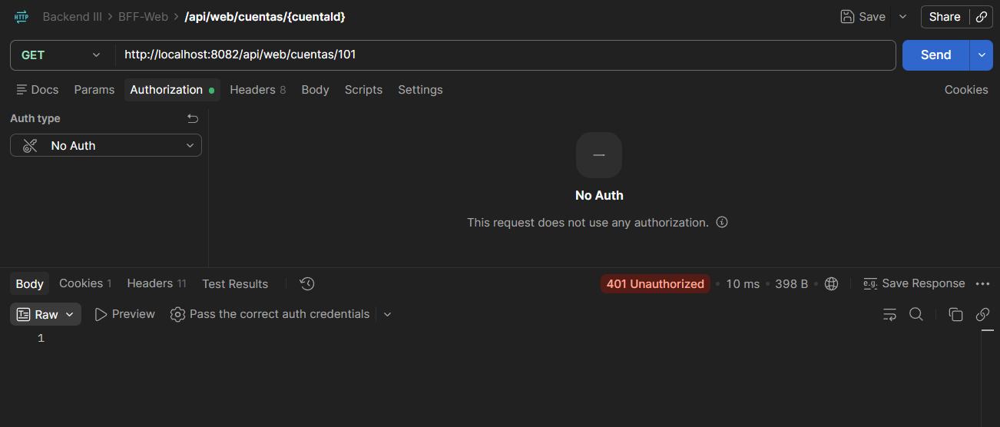 HTTP Backend III > BFF-Web > /api/web/cuentas/{cuentaId} Save Share
GET http://localhost:8082/api/web/cuentas/101 Send
Docs Params Authorization Headers 8 Body Scripts Settings Cookies
Auth type
No Auth
No Auth
This request does not use any authorization.
Body Cookies 1 Headers 11 Test Results 401 Unauthorized • 10 ms • 398 B • e.g. Save Response
Raw Preview Pass the correct auth credentials
1